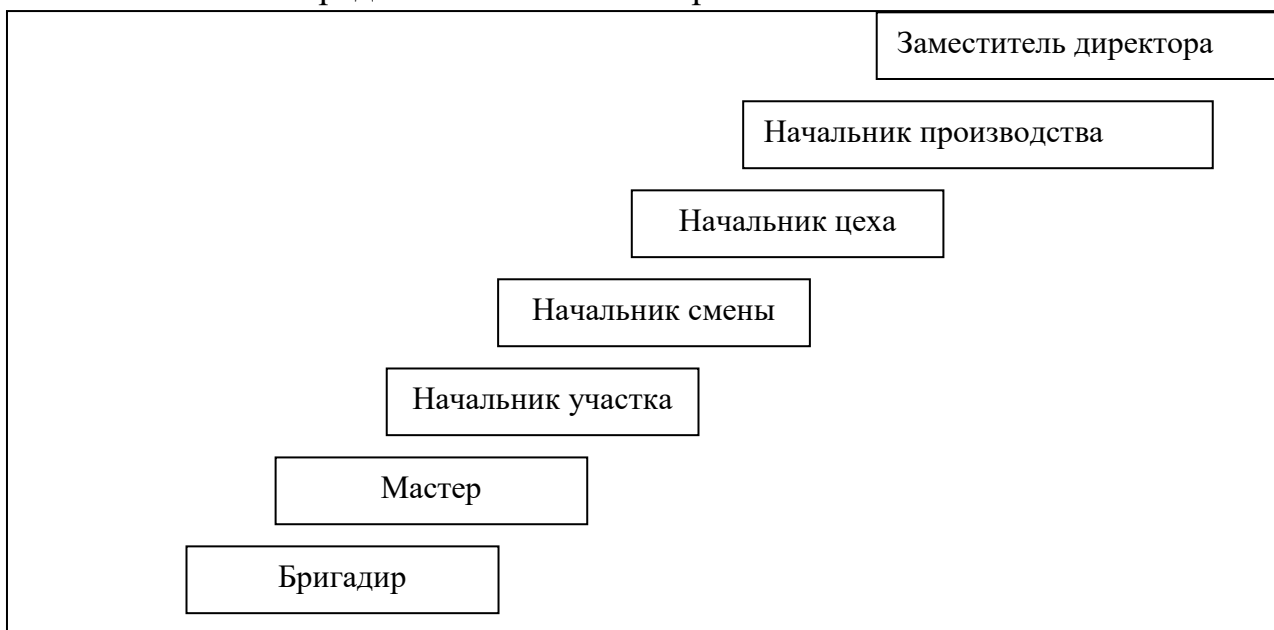 Заместитель директора
Начальник производства
Начальник цеха
Начальник смены
Начальник участка
Мастер
Бригадир